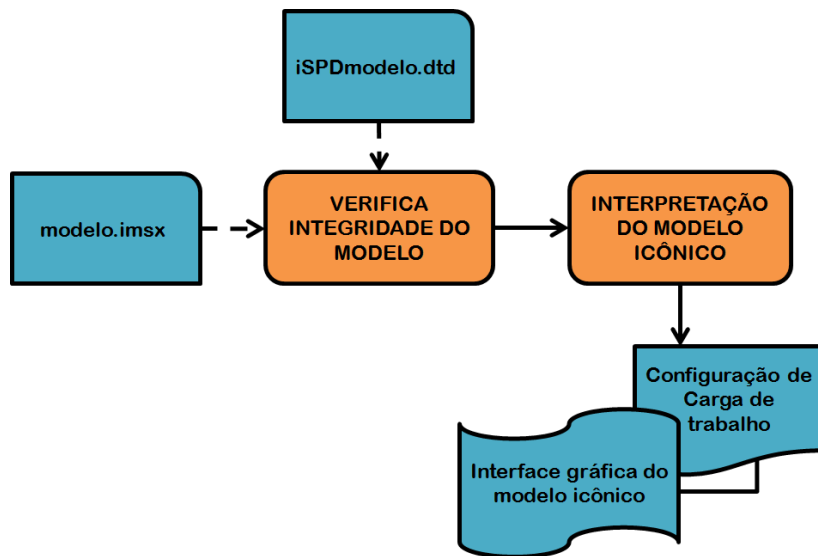 iSPDmodelo.dtd
modelo.imsx
VERIFICA
INTEGRIDADE DO
MODELO
INTERPRETAÇÃO
DO MODELO
ICÔNICO
Configuração de
Carga de
trabalho
Interface gráfica do
modelo icônico